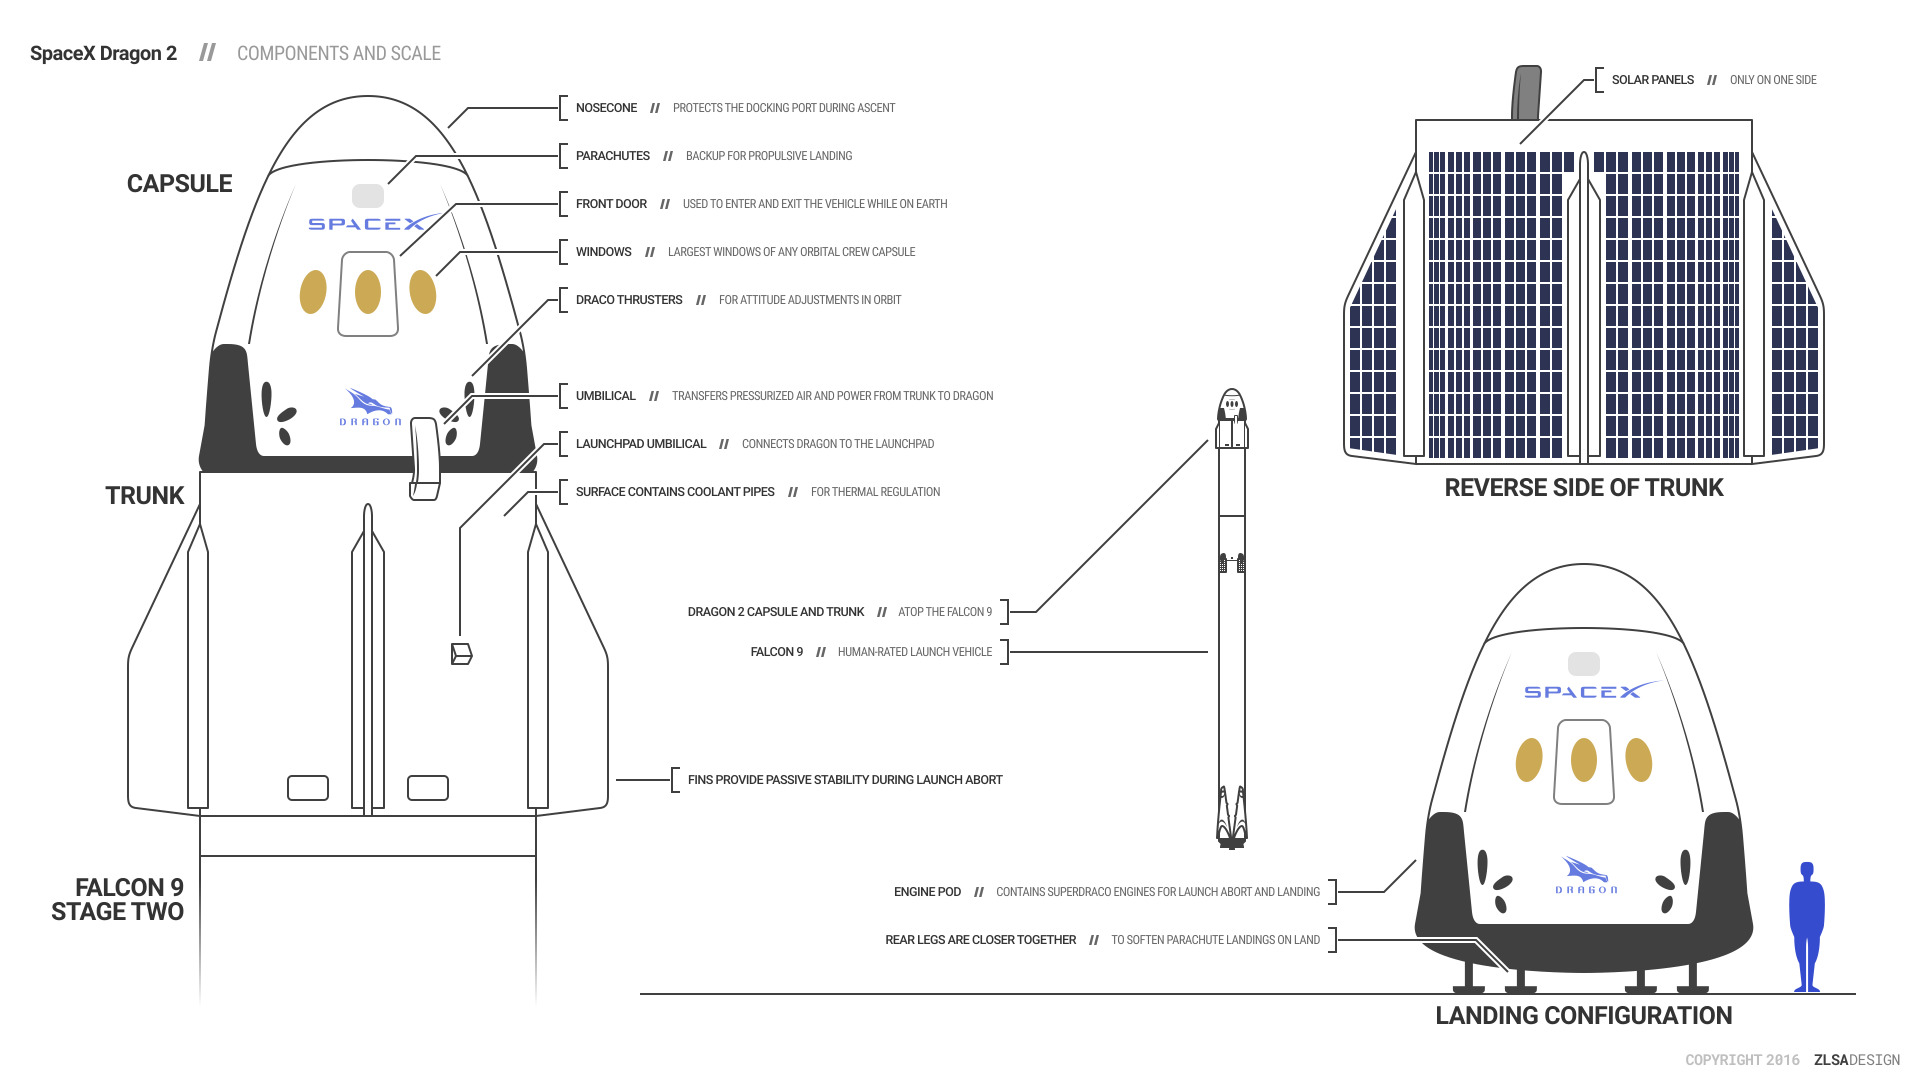 SpaceX Dragon 2 // COMPONENTS AND SCALE
CAPSULE
NOSECONE // PROTECTS THE DOCKING PORT DURING ASCENT
PARACHUTES // BACKUP FOR PROPULSIVE LANDING
FRONT DOOR // USED TO ENTER AND EXIT THE VEHICLE WHILE ON EARTH
WINDOWS // LARGEST WINDOWS OF ANY ORBITAL CREW CAPSULE
DRACO THRUSTERS // FOR ATTITUDE ADJUSTMENTS IN ORBIT
UMBILICAL // TRANSFERS PRESSURIZED AIR AND POWER FROM TRUNK TO DRAGON
LAUNCHPAD UMBILICAL // CONNECTS DRAGON TO THE LAUNCHPAD
SURFACE CONTAINS COOLANT PIPES // FOR THERMAL REGULATION
SPACEX
DRAGON
TRUNK
FALCON 9
STAGE TWO
DRAGON 2 CAPSULE AND TRUNK // ATOP THE FALCON 9
FALCON 9 // HUMAN-RATED LAUNCH VEHICLE
FINS PROVIDE PASSIVE STABILITY DURING LAUNCH ABORT
SOLAR PANELS // ONLY ON ONE SIDE
REVERSE SIDE OF TRUNK
SPACEX
DRAGON
ENGINE POD // CONTAINS SUPERDRACO ENGINES FOR LAUNCH ABORT AND LANDING
REAR LEGS ARE CLOSER TOGETHER // TO SOFTEN PARACHUTE LANDINGS ON LAND
LANDING CONFIGURATION
COPYRIGHT 2016 ZLSADESIGN